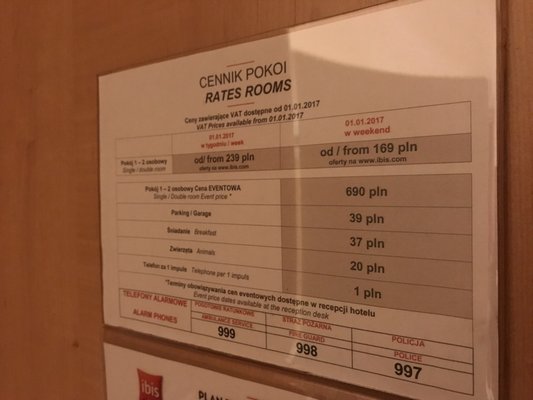 CENNIK POKOI
RATES ROOMS
Ceny zawierające VAT dostępne od 01.01.2017
VAT Prices available from 01.01.2017
01.01.2017
w tygodniu / week
01.01.2017
w weekend
Pokój 1 – 2 osobowy
Single / double room
od/ from 239 pln
oferty na www.ibis.com
od / from 169 pln
oferty na www.ibis.com
Pokój 1 – 2 osobowy Cena EVENTOWA
Single / Double room Event price *
690 pln
Parking / Garage
39 pln
Śniadanie Breakfast
37 pln
Zwierzęta Animals
20 pln
Telefon za 1 impuls Telephone per 1 impuls
1 pln
*Terminy obowiązywania cen eventowych dostępne w recepcji hotelu
Event price dates available at the reception desk
TELEFONY ALARMOWE
ALARM PHONES
POGOTOWIE RATUNKOWE
AMBULANCE SERVICE
999
STRAŻ POŻARNA
FIRE GUARD
998
POLICJA
POLICE
997
ibis